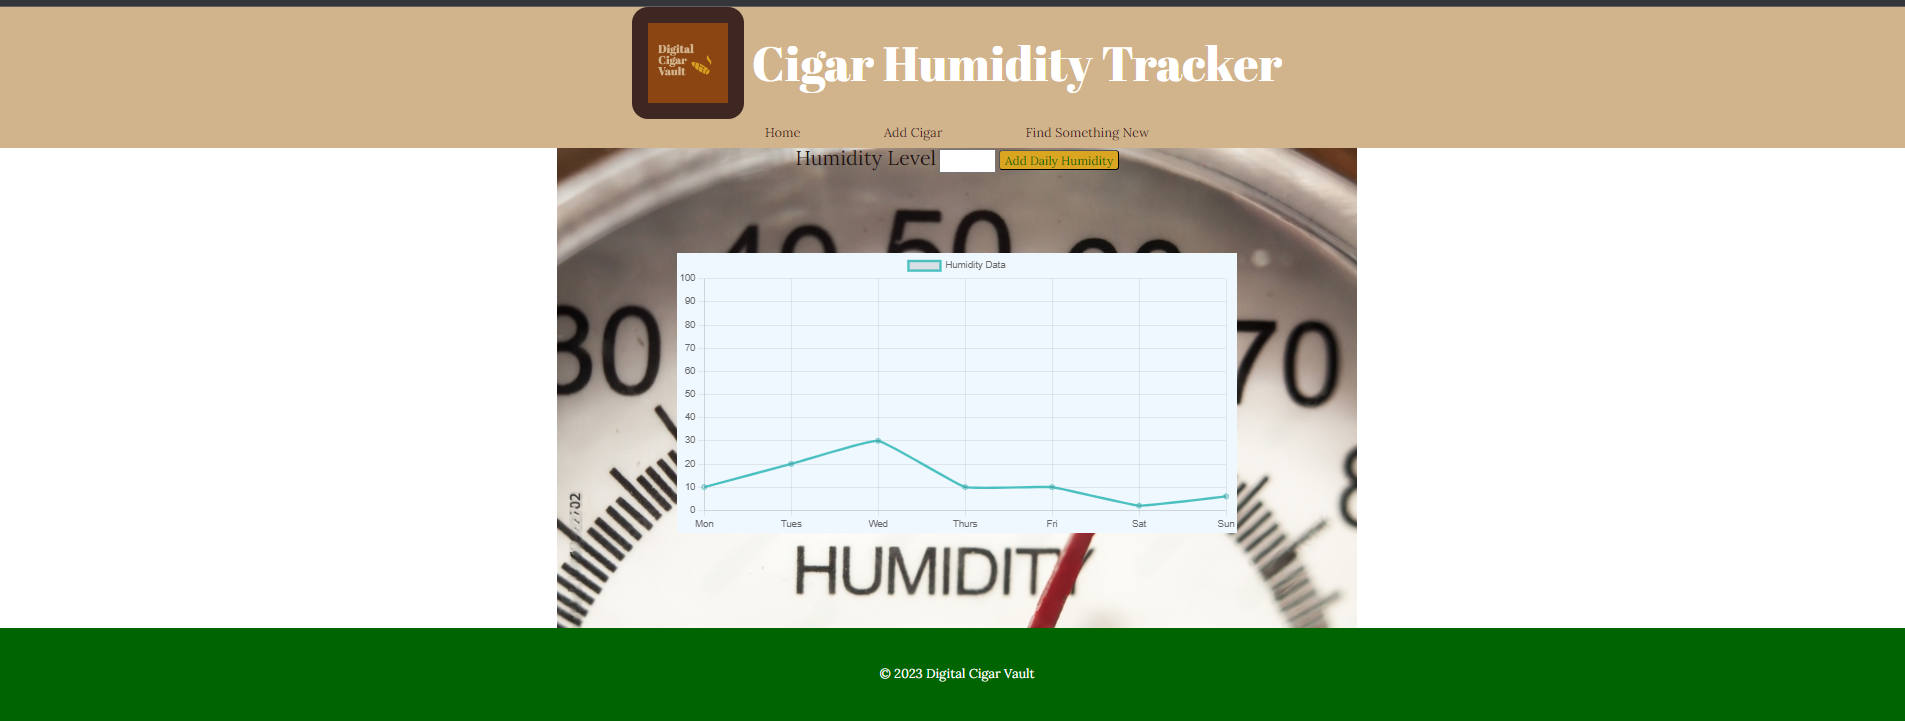 Digital
Cigar
Vault
Cigar Humidity Tracker
Home Add Cigar Find Something New
Humidity Level Add Daily Humidity
40 50
Humidity Data
100
90
80
70
60
50
40
30
20
10
0
Mon Tues Wed Thurs Fri Sat Sun
30
70
HUMIDITY
© 2023 Digital Cigar Vault